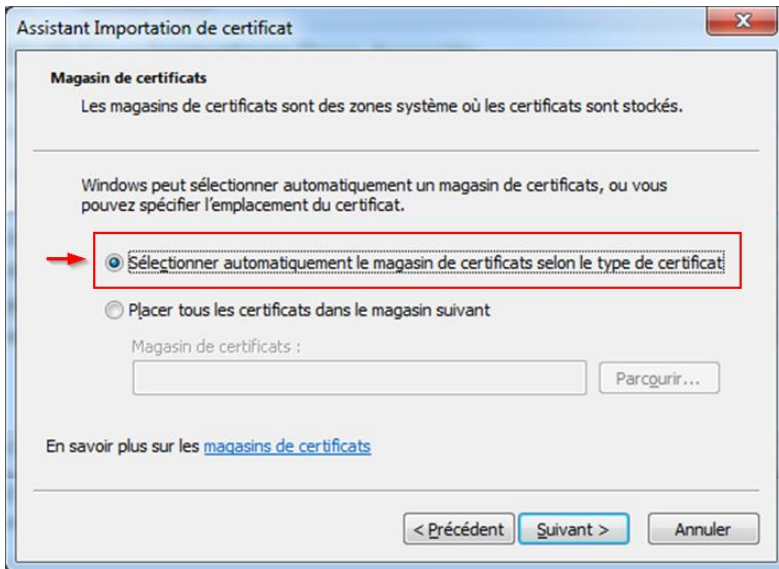 Assistant Importation de certificat
Magasin de certificats
Les magasins de certificats sont des zones système où les certificats sont stockés.
Windows peut sélectionner automatiquement un magasin de certificats, ou vous
pouvez spécifier l'emplacement du certificat.
Sélectionner automatiquement le magasin de certificats selon le type de certificat
Placer tous les certificats dans le magasin suivant
Magasin de certificats :
Parcourir...
En savoir plus sur les magasins de certificats
< Précédent Suivant > Annuler